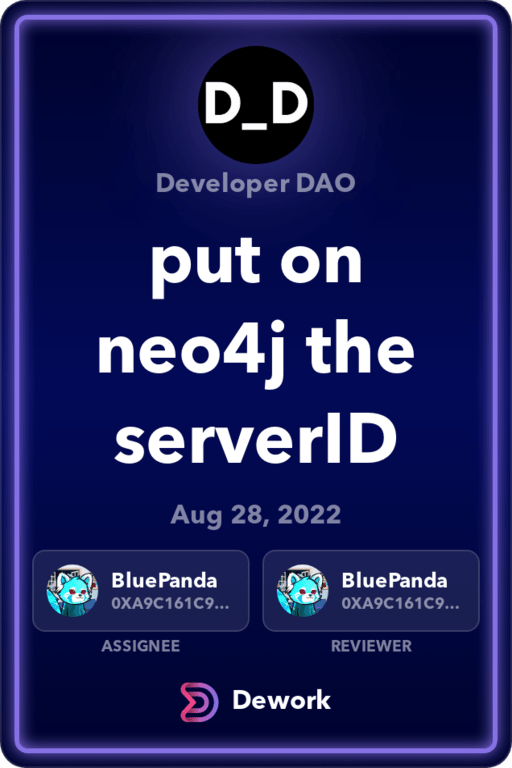 D_D
Developer DAO
put on
neo4j the
serverID
Aug 28, 2022
BluePanda
0XA9C161C9...
ASSIGNEE
BluePanda
0XA9C161C9...
REVIEWER
Dework